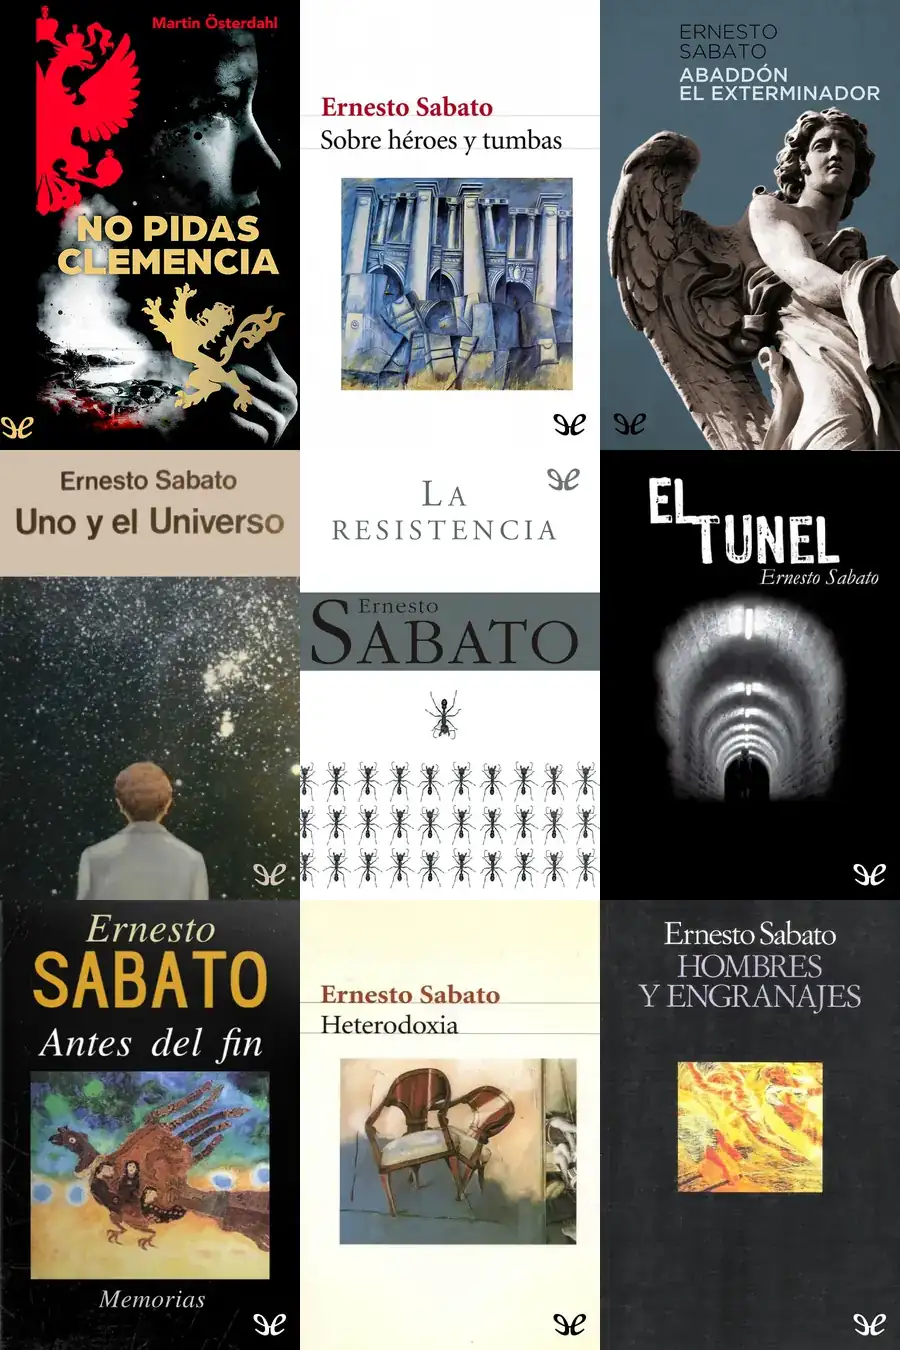 Martin Österdahl
NO PIDAS
CLEMENCIA
Ernesto Sabato
Sobre héroes y tumbas
ERNESTO
SABATO
ABADDÓN
EL EXTERMINADOR
Ernesto Sabato
Uno y el Universo
LA
RESISTENCIA
Ernesto
SABATO
EL
TUNEL
Ernesto Sabato
Ernesto
SABATO
Antes del fin
Memorias
Ernesto Sabato
Heterodoxia
Ernesto Sabato
HOMBRES
Y ENGRANAJES